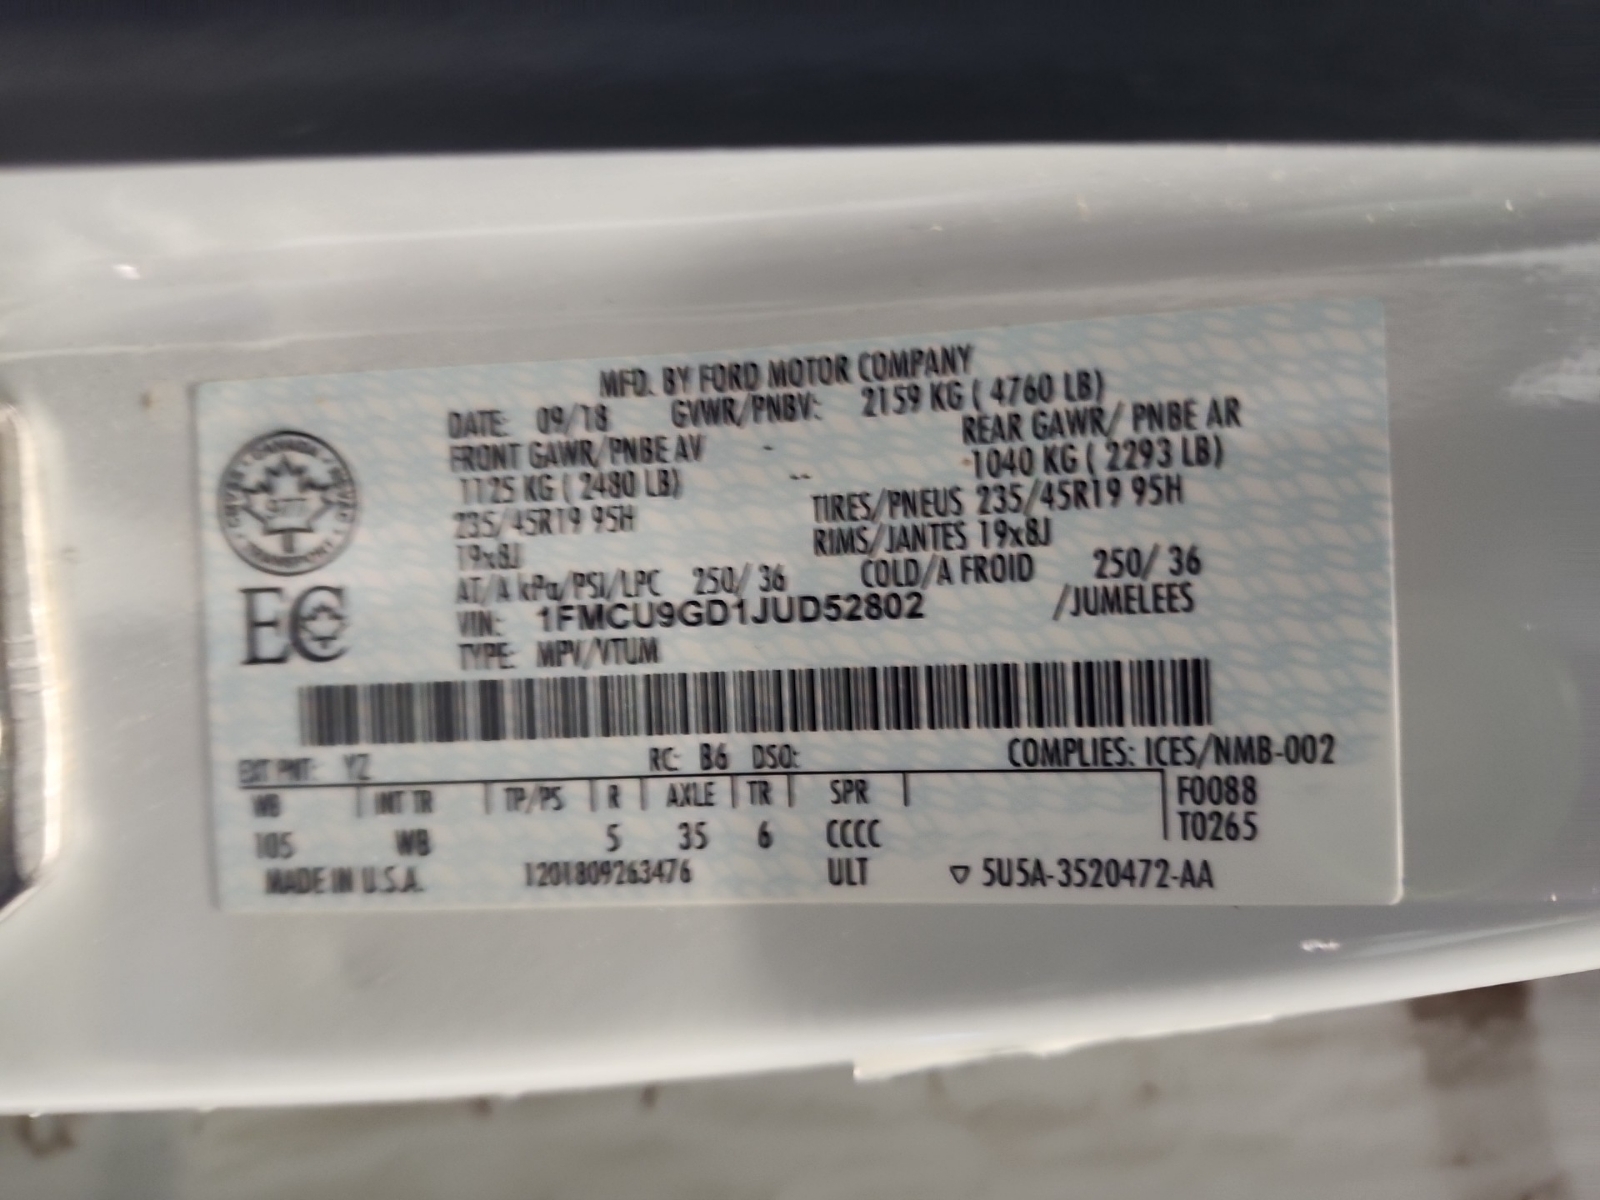 MFD. BY FORD MOTOR COMPANY
DATE: 09/18 GVWR/PNBV: 2159 KG ( 4760 LB)
FRONT GAWR/PNBE AV - REAR GAWR/ PNBE AR
1125 KG ( 2480 LB) -- 1040 KG ( 2293 LB)
235/45R19 95H TIRES/PNEUS 235/45R19 95H
19x8J RIMS/JANTES 19x8J
AT/A kPa/PSI/LPC 250/ 36 COLD/A FROID 250/ 36
VIN: 1FMCU9GD1JUD52802 /JUMELEES
TYPE: MPV/VTUM
CANADA
977
TRANSPORT
EC
EXT PNT: YZ RC: B6 DSO: COMPLIES: ICES/NMB-002
WB INT TR TP/PS R AXLE TR SPR F0088
105 WB 5 35 6 CCCC T0265
MADE IN U.S.A. 1201809263476 ULT ▽ 5U5A-3520472-AA